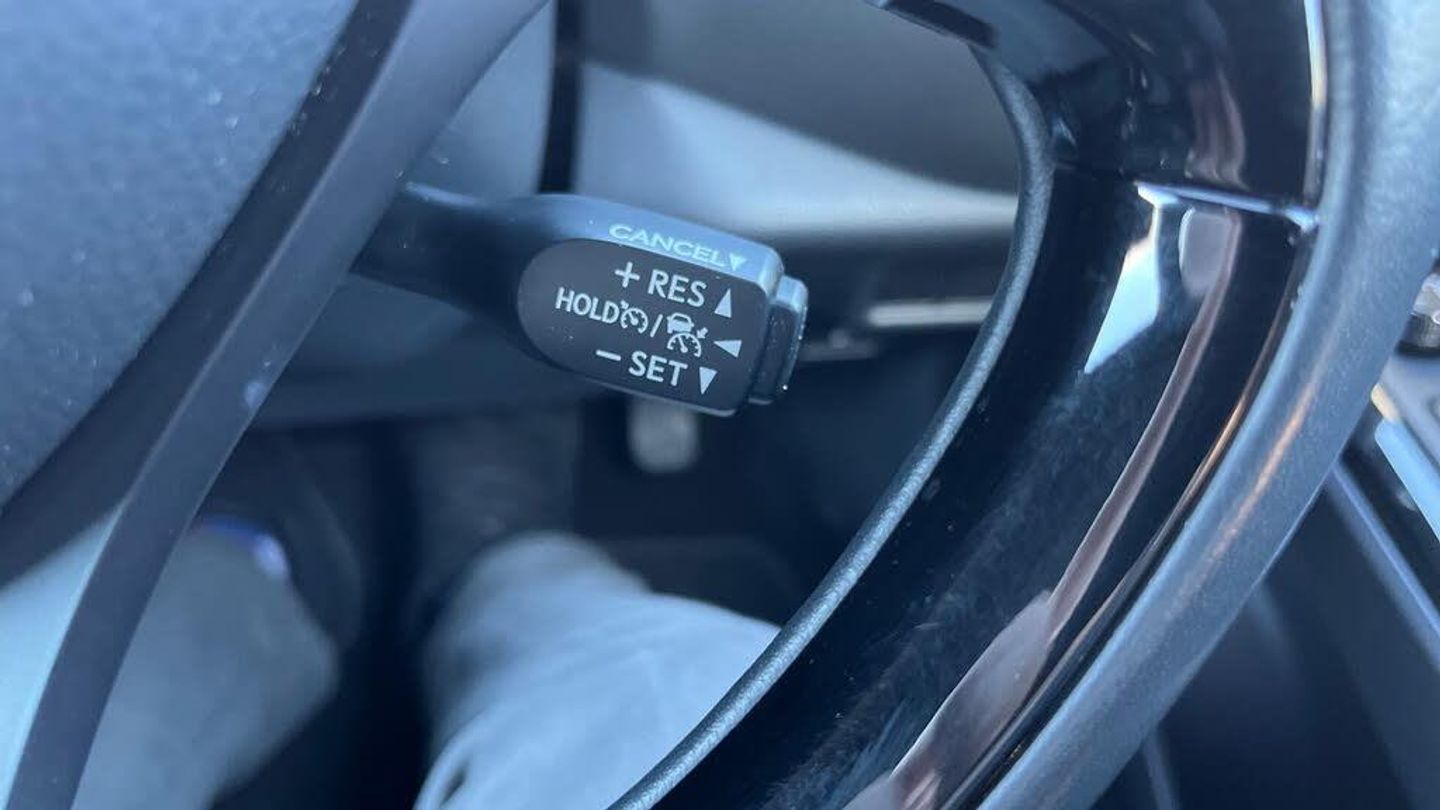 CANCEL▼
+ RES ▲
HOLD / ◀
− SET ▼